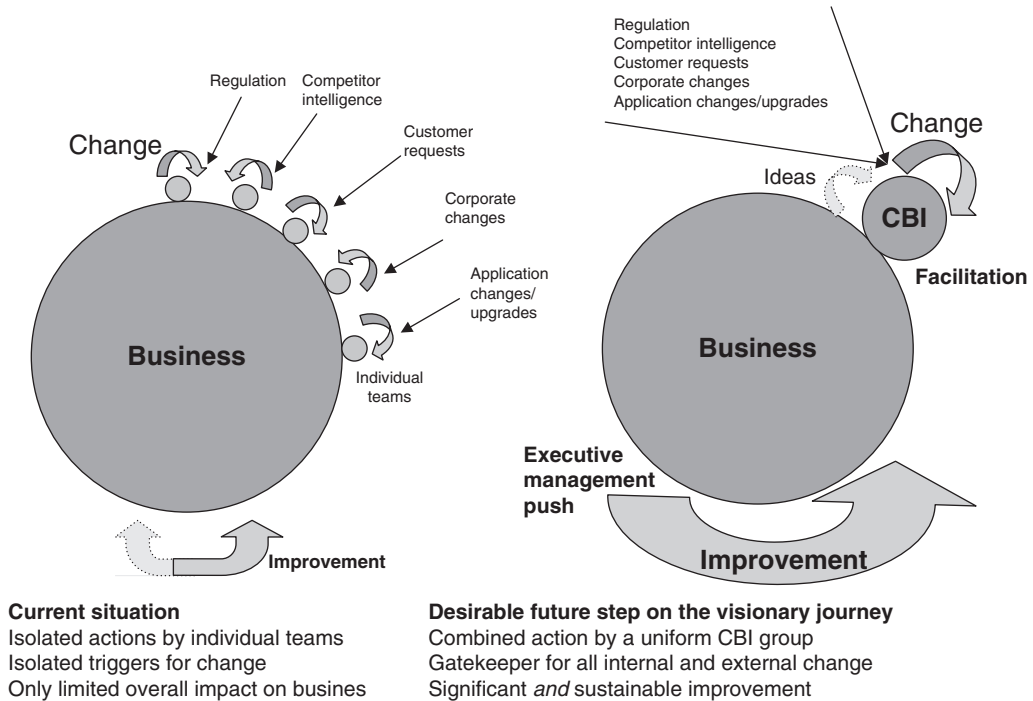 Regulation
Competitor
intelligence
Customer
requests
Corporate
changes
Application
changes/
upgrades
Change
Business
Individual
teams
Improvement
Regulation
Competitor intelligence
Customer requests
Corporate changes
Application changes/upgrades
Change
Ideas
CBI
Facilitation
Business
Executive
management
push
Improvement
Current situation
Isolated actions by individual teams
Isolated triggers for change
Only limited overall impact on busines
Desirable future step on the visionary journey
Combined action by a uniform CBI group
Gatekeeper for all internal and external change
Significant and sustainable improvement